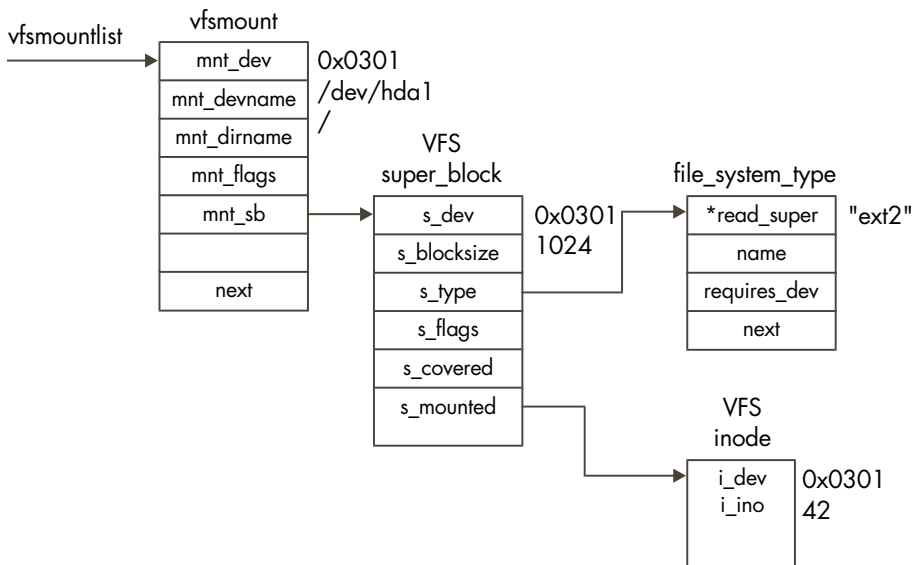 vfsmountlist
vfsmount
mnt_dev
0x0301
mnt_devname
/dev/hda1
mnt_dirname
/
mnt_flags
mnt_sb
next
VFS
super_block
s_dev
0x0301
s_blocksize
1024
s_type
s_flags
s_covered
s_mounted
file_system_type
*read_super
"ext2"
name
requires_dev
next
VFS
inode
i_dev
0x0301
i_ino
42